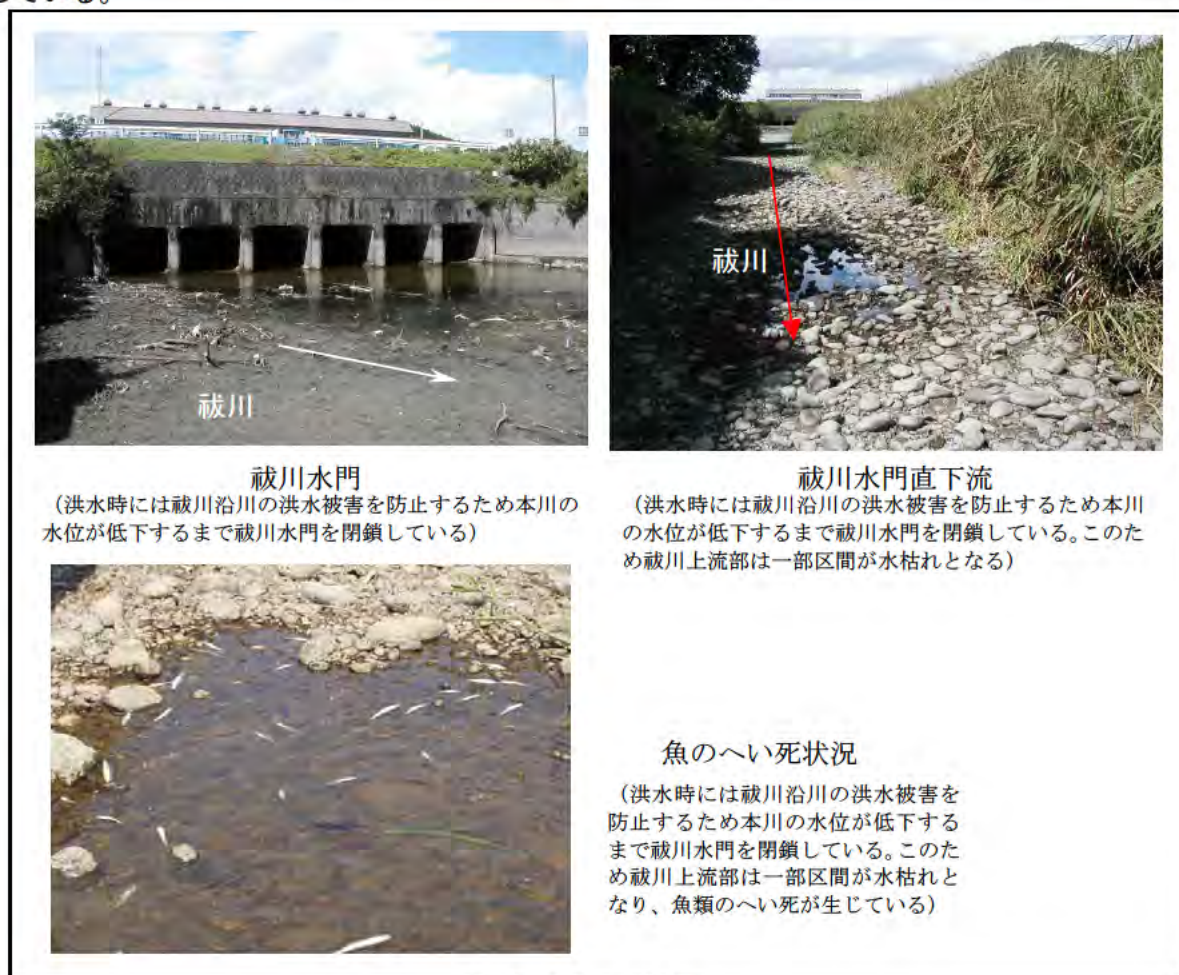 ている。
祓川
祓川
祓川水門
(洪水時には祓川沿川の洪水被害を防止するため本川の
水位が低下するまで祓川水門を閉鎖している)
祓川水門直下流
(洪水時には祓川沿川の洪水被害を防止するため本川
の水位が低下するまで祓川水門を閉鎖している。このた
め祓川上流部は一部区間が水枯れとなる)
魚のへい死状況
(洪水時には祓川沿川の洪水被害を
防止するため本川の水位が低下する
まで祓川水門を閉鎖している。このた
め祓川上流部は一部区間が水枯れと
なり、魚類のへい死が生じている)